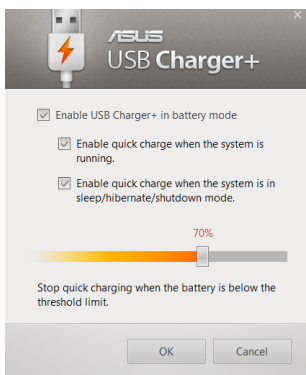 ASUS
USB Charger+
Enable USB Charger+ in battery mode
Enable quick charge when the system is
running.
Enable quick charge when the system is in
sleep/hibernate/shutdown mode.
70%
Stop quick charging when the battery is below the
threshold limit.
OK
Cancel